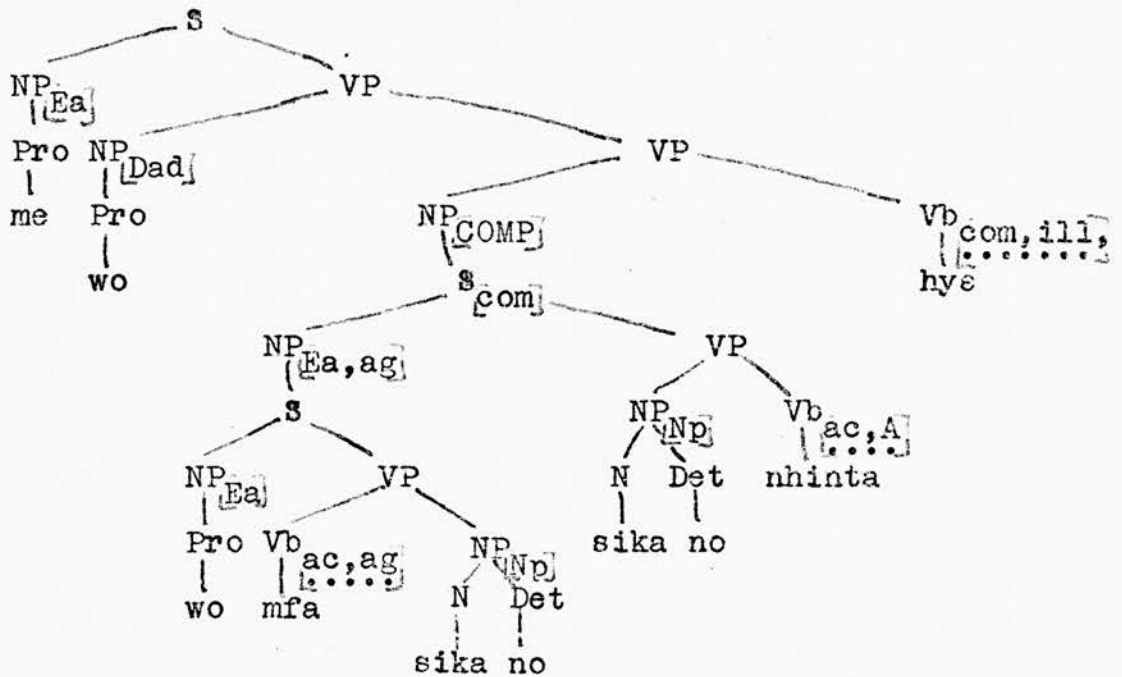 S
NP[Ea] VP
Pro NP[Dad] VP
me Pro NP[COMP] Vb[com,ill,.......]
wo S[com] hyɛ
NP[Ea,ag] VP
S NP[Np] Vb[ac,A....]
NP[Ea] VP N Det nhinta
Pro Vb[ac,ag.....] NP[Np] sika no
wo mfa N Det
sika no